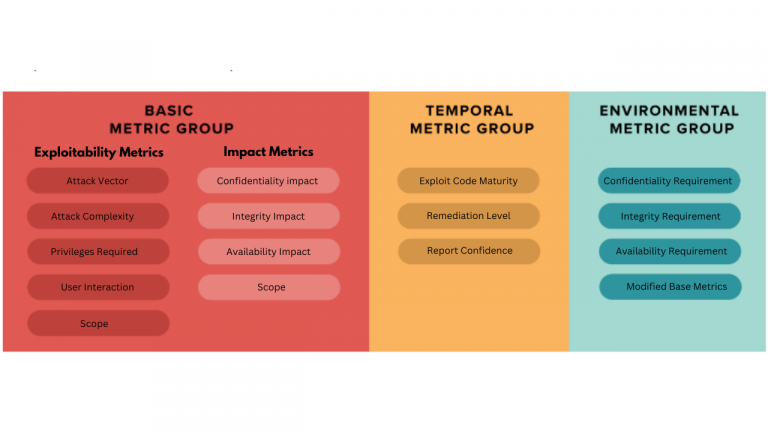 BASIC
METRIC GROUP
Exploitability Metrics
Attack Vector
Attack Complexity
Privileges Required
User Interaction
Scope
Impact Metrics
Confidentiality impact
Integrity Impact
Availability Impact
Scope
TEMPORAL
METRIC GROUP
Exploit Code Maturity
Remediation Level
Report Confidence
ENVIRONMENTAL
METRIC GROUP
Confidentiality Requirement
Integrity Requirement
Availability Requirement
Modified Base Metrics